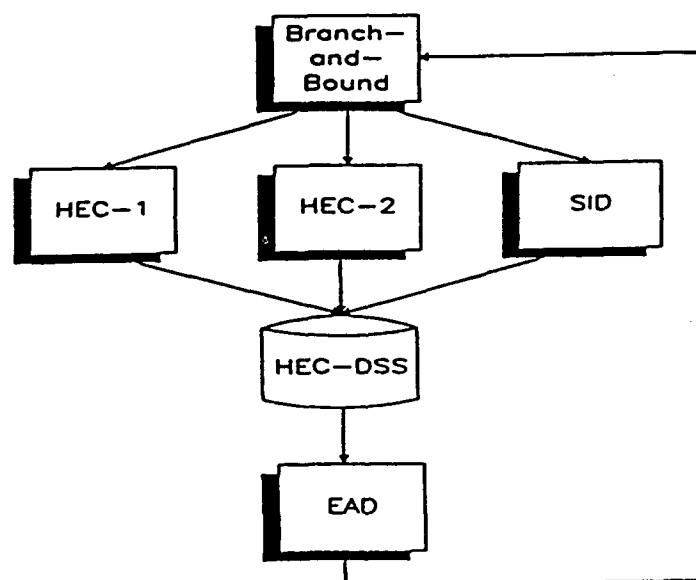 Branch-
and-
Bound
HEC-1
HEC-2
SID
HEC-DSS
EAD